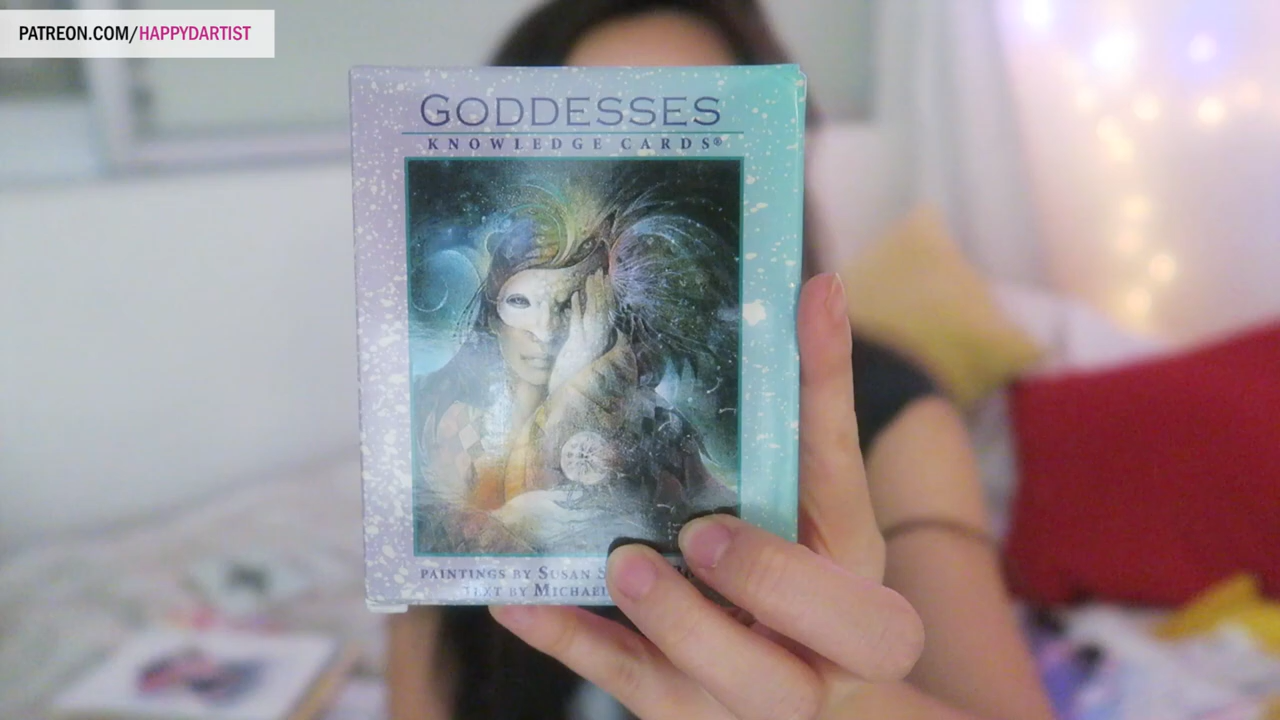 PATREON.COM/HAPPYDARTIST
GODDESSES
KNOWLEDGE CARDS®
PAINTINGS BY SUSAN
TEXT BY MICHAEL